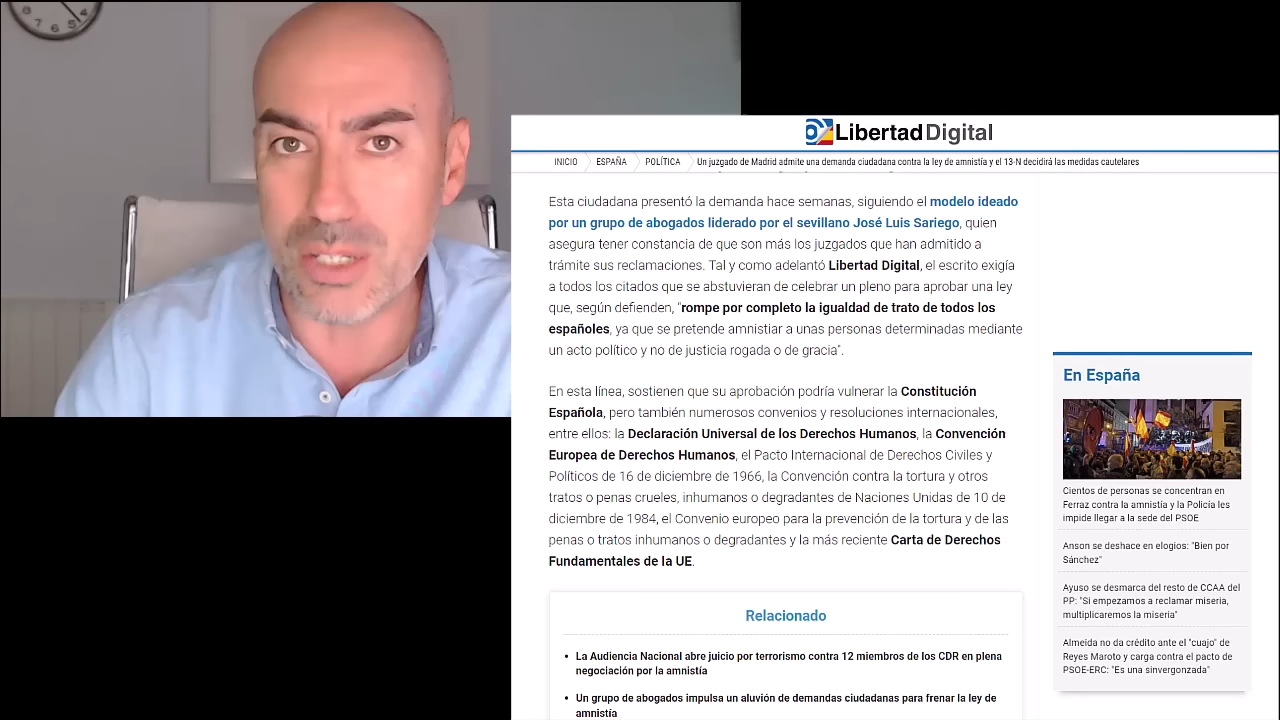 8 7 6 5 4
Libertad Digital
INICIO ESPAÑA POLÍTICA Un juzgado de Madrid admite una demanda ciudadana contra la ley de amnistía y el 13-N decidirá las medidas cautelares
Esta ciudadana presentó la demanda hace semanas, siguiendo el modelo ideado
por un grupo de abogados liderado por el sevillano José Luis Sariego, quien
asegura tener constancia de que son más los juzgados que han admitido a
trámite sus reclamaciones. Tal y como adelantó Libertad Digital, el escrito exigía
a todos los citados que se abstuvieran de celebrar un pleno para aprobar una ley
que, según defienden, "rompe por completo la igualdad de trato de todos los
españoles, ya que se pretende amnistiar a unas personas determinadas mediante
un acto político y no de justicia rogada o de gracia".
En esta línea, sostienen que su aprobación podría vulnerar la Constitución
Española, pero también numerosos convenios y resoluciones internacionales,
entre ellos: la Declaración Universal de los Derechos Humanos, la Convención
Europea de Derechos Humanos, el Pacto Internacional de Derechos Civiles y
Políticos de 16 de diciembre de 1966, la Convención contra la tortura y otros
tratos o penas crueles, inhumanos o degradantes de Naciones Unidas de 10 de
diciembre de 1984, el Convenio europeo para la prevención de la tortura y de las
penas o tratos inhumanos o degradantes y la más reciente Carta de Derechos
Fundamentales de la UE.
Relacionado
• La Audiencia Nacional abre juicio por terrorismo contra 12 miembros de los CDR en plena
negociación por la amnistía
• Un grupo de abogados impulsa un aluvión de demandas ciudadanas para frenar la ley de
amnistía
En España
Cientos de personas se concentran en
Ferraz contra la amnistía y la Policía les
impide llegar a la sede del PSOE
Anson se deshace en elogios: "Bien por
Sánchez"
Ayuso se desmarca del resto de CCAA del
PP: "Si empezamos a reclamar miseria,
multiplicaremos la miseria"
Almeida no da crédito ante el "cuajo" de
Reyes Maroto y carga contra el pacto de
PSOE-ERC: "Es una sinvergonzada"